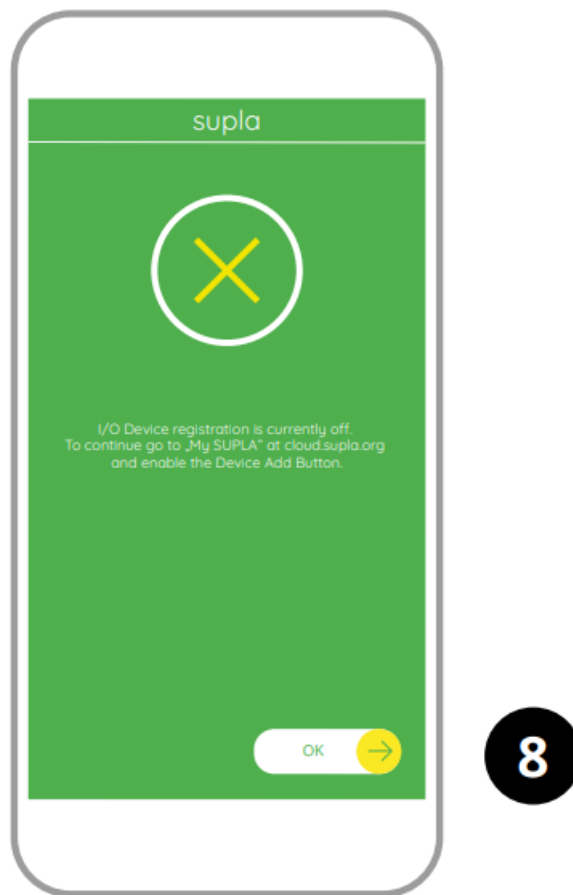 supla
I/O Device registration is currently off.
To continue go to „My SUPLA" at cloud.supla.org
and enable the Device Add Button.
OK
8